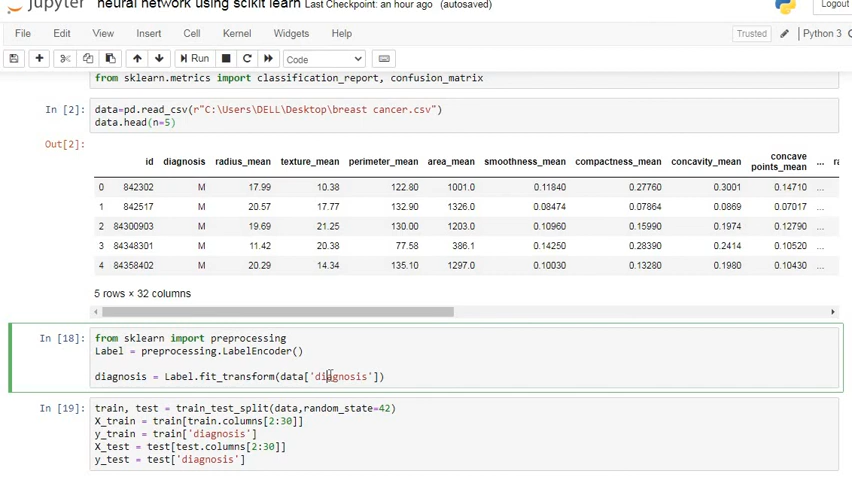 jupyter neural network using scikit learn Last Checkpoint: an hour ago (autosaved) Logout
File Edit View Insert Cell Kernel Widgets Help Trusted Python 3
Run Code
from sklearn.metrics import classification_report, confusion_matrix
In [2]: data=pd.read_csv(r"C:\Users\DELL\Desktop\breast cancer.csv")
data.head(n=5)
Out[2]:
id diagnosis radius_mean texture_mean perimeter_mean area_mean smoothness_mean compactness_mean concavity_mean concave points_mean ... ra
0 842302 M 17.99 10.38 122.80 1001.0 0.11840 0.27760 0.3001 0.14710 ...
1 842517 M 20.57 17.77 132.90 1326.0 0.08474 0.07864 0.0869 0.07017 ...
2 84300903 M 19.69 21.25 130.00 1203.0 0.10960 0.15990 0.1974 0.12790 ...
3 84348301 M 11.42 20.38 77.58 386.1 0.14250 0.28390 0.2414 0.10520 ...
4 84358402 M 20.29 14.34 135.10 1297.0 0.10030 0.13280 0.1980 0.10430 ...
5 rows × 32 columns
In [18]: from sklearn import preprocessing
Label = preprocessing.LabelEncoder()
diagnosis = Label.fit_transform(data['diagnosis'])
In [19]: train, test = train_test_split(data,random_state=42)
X_train = train[train.columns[2:30]]
y_train = train['diagnosis']
X_test = test[test.columns[2:30]]
y_test = test['diagnosis']